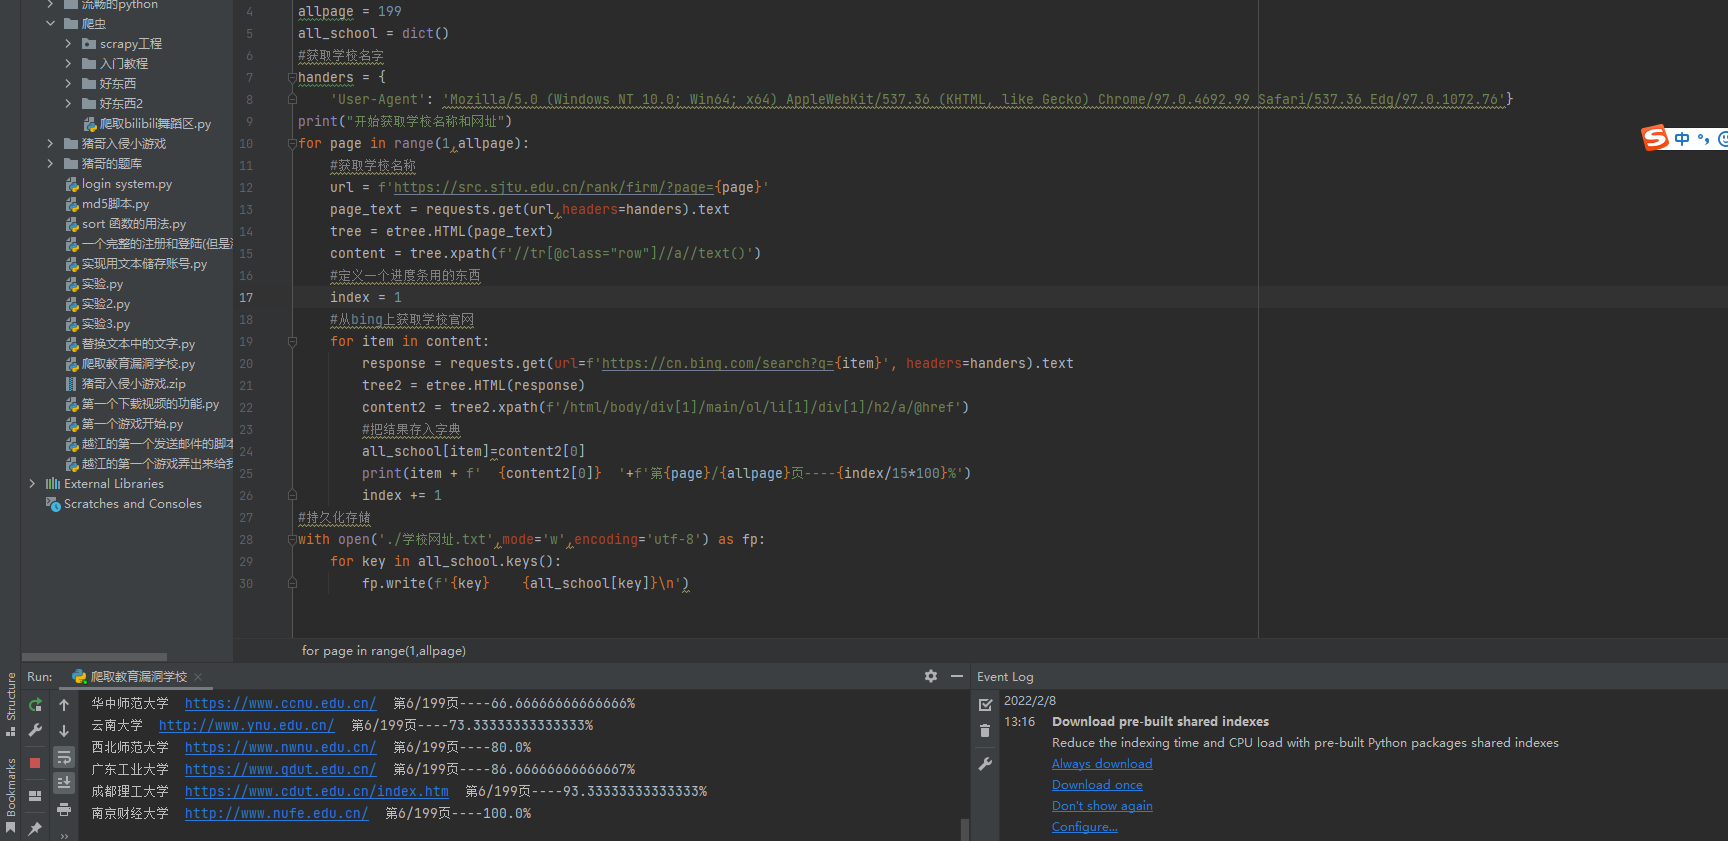 流畅的python
爬虫
scrapy工程
入门教程
好东西
好东西2
爬取bilibili舞蹈区.py
猪哥入侵小游戏
猪哥的题库
login system.py
md5脚本.py
sort 函数的用法.py
一个完整的注册和登陆(但是
实现用文本储存账号.py
实验.py
实验2.py
实验3.py
替换文本中的文字.py
爬取教育漏洞学校.py
猪哥入侵小游戏.zip
第一个下载视频的功能.py
第一个游戏开始.py
越江的第一个发送邮件的脚本
越江的第一个游戏弄出来给我
External Libraries
Scratches and Consoles
4 allpage = 199
5 all_school = dict()
6 #获取学校名字
7 handers = {
8 'User-Agent': 'Mozilla/5.0 (Windows NT 10.0; Win64; x64) AppleWebKit/537.36 (KHTML, like Gecko) Chrome/97.0.4692.99 Safari/537.36 Edg/97.0.1072.76'}
9 print("开始获取学校名称和网址")
10 for page in range(1,allpage):
11 #获取学校名称
12 url = f'https://src.sjtu.edu.cn/rank/firm/?page={page}'
13 page_text = requests.get(url,headers=handers).text
14 tree = etree.HTML(page_text)
15 content = tree.xpath(f'//tr[@class="row"]//a//text()')
16 #定义一个进度条用的东西
17 index = 1
18 #从bing上获取学校官网
19 for item in content:
20 response = requests.get(url=f'https://cn.bing.com/search?q={item}', headers=handers).text
21 tree2 = etree.HTML(response)
22 content2 = tree2.xpath(f'/html/body/div[1]/main/ol/li[1]/div[1]/h2/a/@href')
23 #把结果存入字典
24 all_school[item]=content2[0]
25 print(item + f'  {content2[0]}  '+f'第{page}/{allpage}页----{index/15*100}%')
26 index += 1
27 #持久化存储
28 with open('./学校网址.txt',mode='w',encoding='utf-8') as fp:
29 for key in all_school.keys():
30 fp.write(f'{key}    {all_school[key]}\n')
中
for page in range(1,allpage)
Structure
Bookmarks
Run: 爬取教育漏洞学校
华中师范大学 https://www.ccnu.edu.cn/ 第6/199页----66.66666666666666%
云南大学 http://www.ynu.edu.cn/ 第6/199页----73.33333333333333%
西北师范大学 https://www.nwnu.edu.cn/ 第6/199页----80.0%
广东工业大学 https://www.gdut.edu.cn/ 第6/199页----86.66666666666667%
成都理工大学 https://www.cdut.edu.cn/index.htm 第6/199页----93.33333333333333%
南京财经大学 http://www.nufe.edu.cn/ 第6/199页----100.0%
Event Log
2022/2/8
13:16 Download pre-built shared indexes
Reduce the indexing time and CPU load with pre-built Python packages shared indexes
Always download
Download once
Don't show again
Configure...